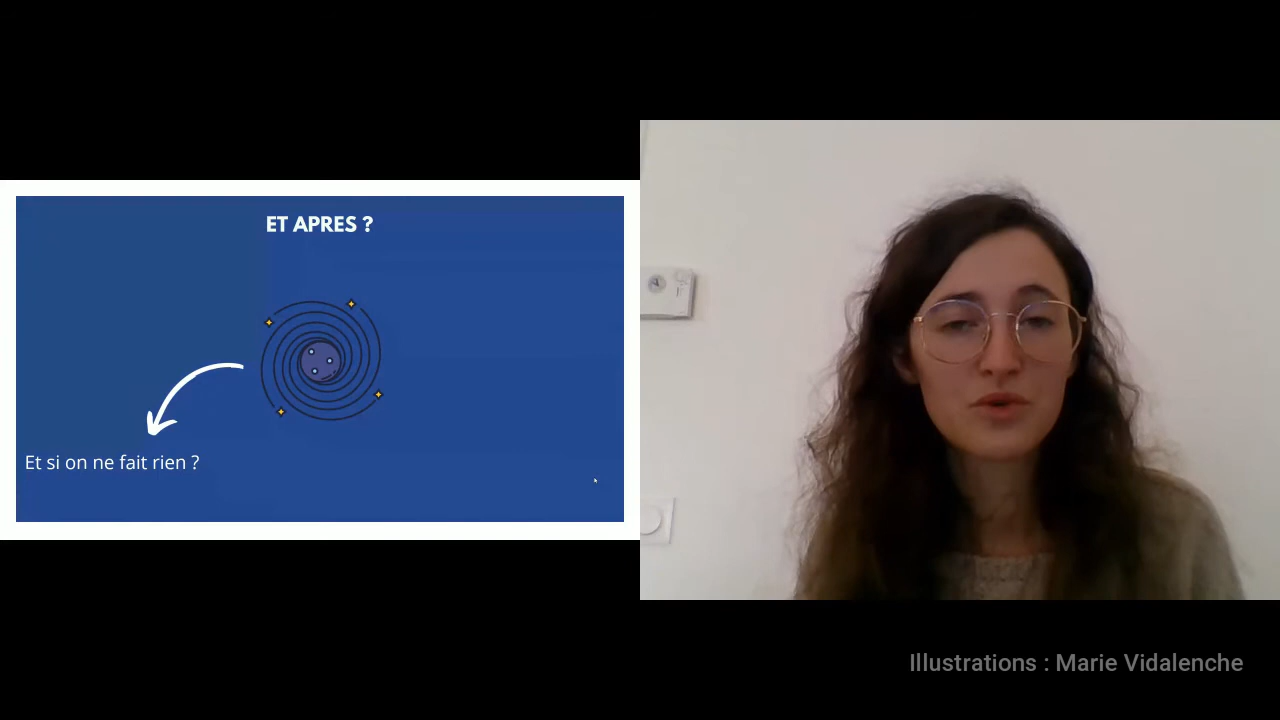 ET APRES ?
Et si on ne fait rien ?
Illustrations : Marie Vidalenche